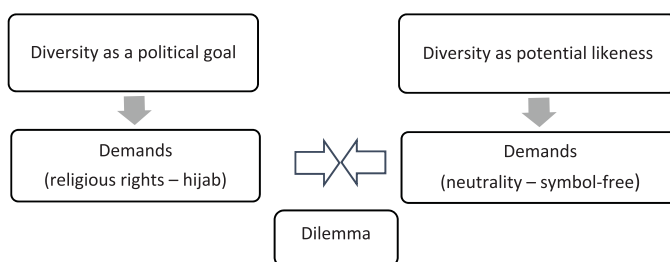 Diversity as a political goal
Diversity as potential likeness
Demands
(religious rights – hijab)
Demands
(neutrality – symbol-free)
Dilemma